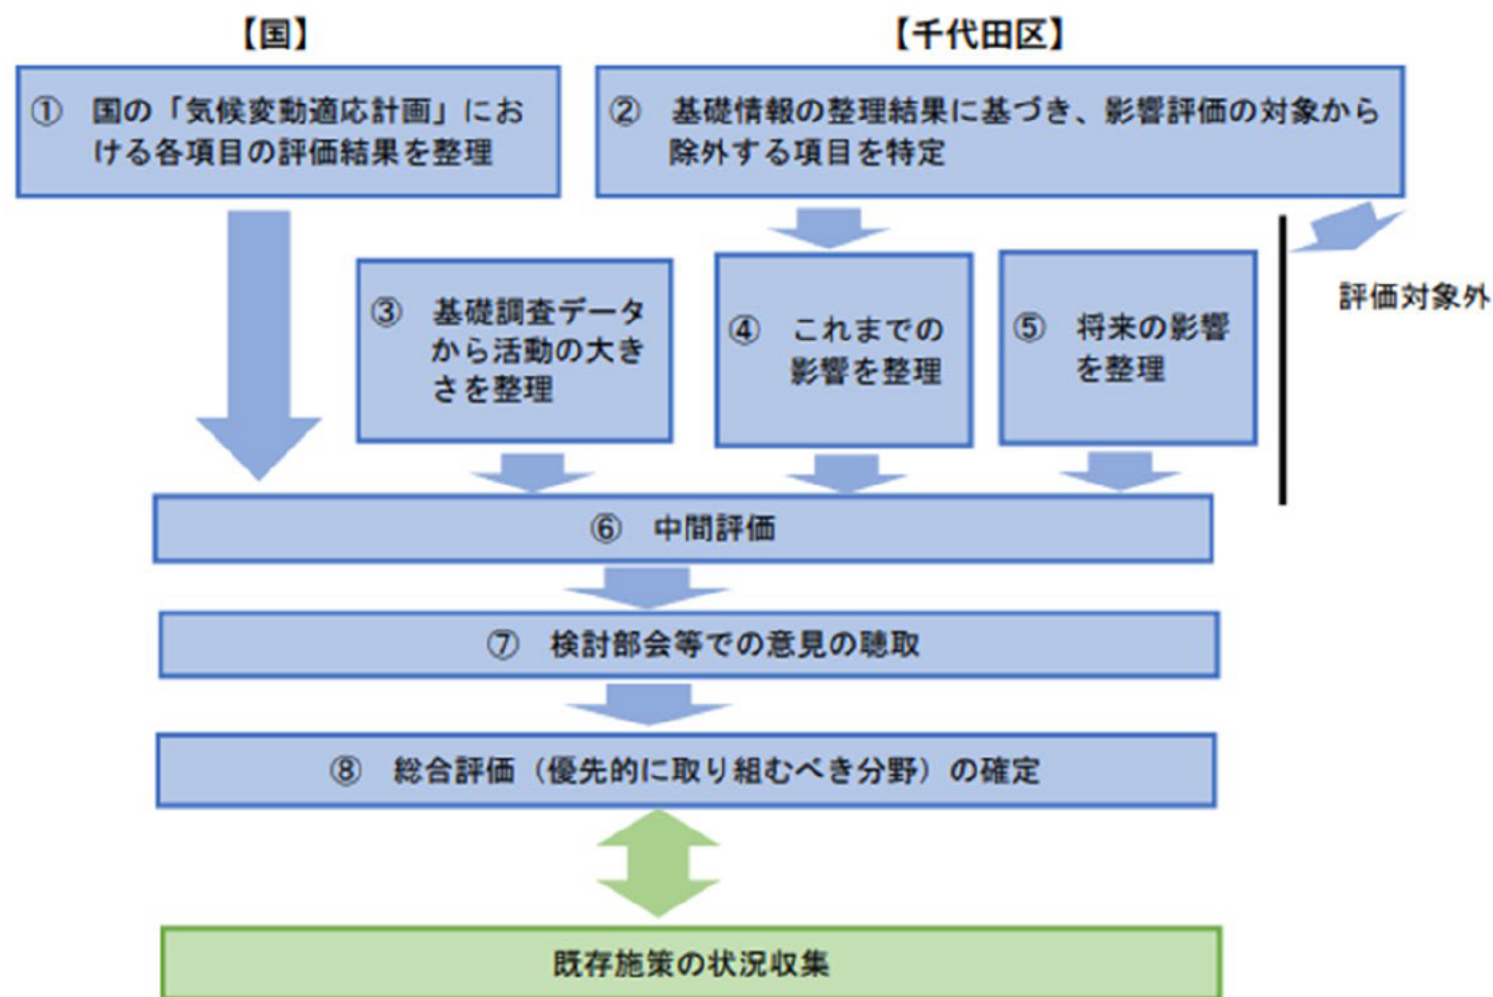 【国】
【千代田区】
① 国の「気候変動適応計画」にお
ける各項目の評価結果を整理
② 基礎情報の整理結果に基づき、影響評価の対象から
除外する項目を特定
③ 基礎調査データ
から活動の大き
さを整理
④ これまでの
影響を整理
⑤ 将来の影響
を整理
評価対象外
⑥ 中間評価
⑦ 検討部会等での意見の聴取
⑧ 総合評価（優先的に取り組むべき分野）の確定
既存施策の状況収集